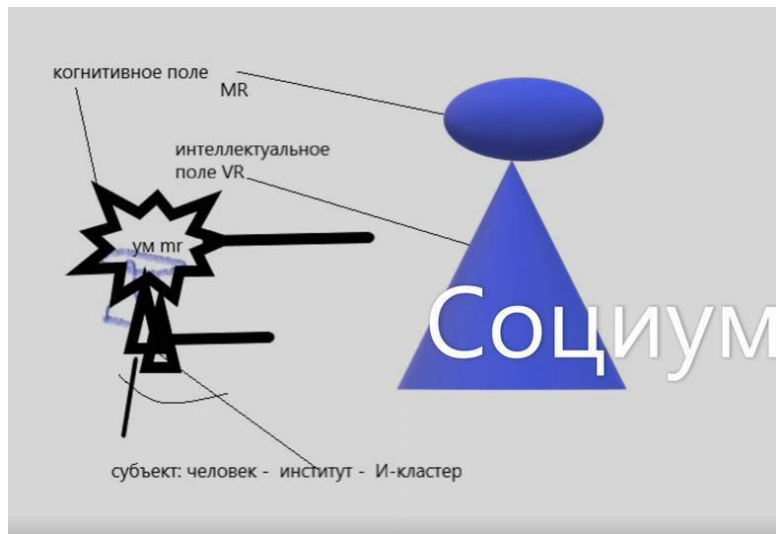 когнитивное поле
MR
интеллектуальное
поле VR
ум mr
Социум
субъект: человек - институт - И-кластер